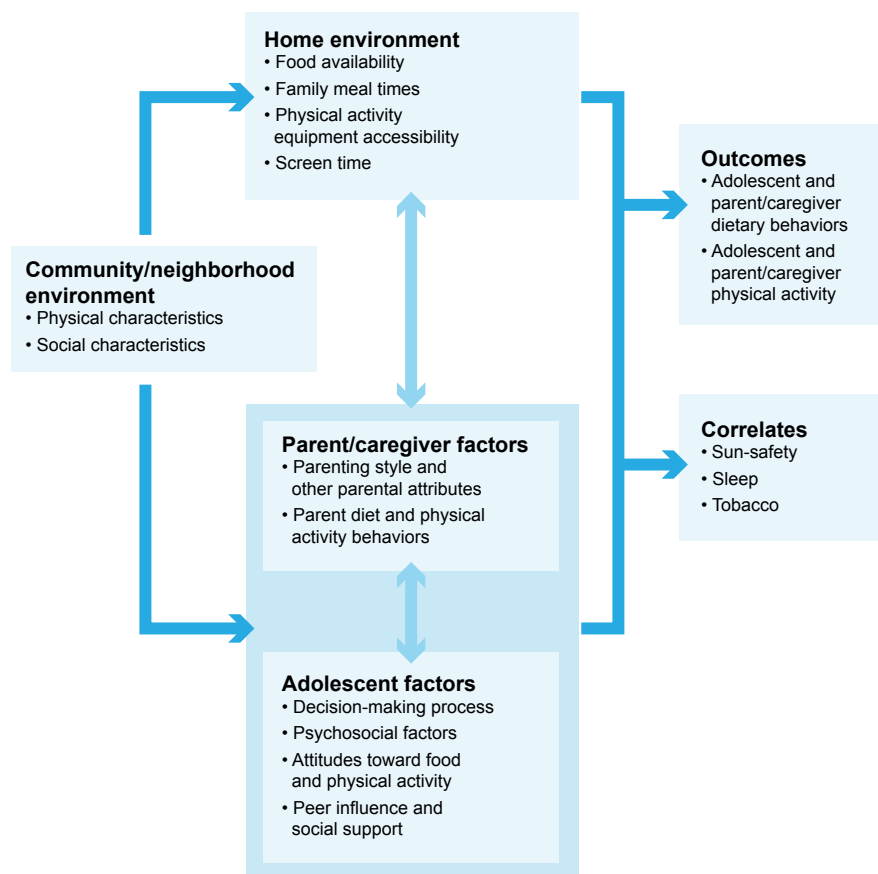 Home environment
• Food availability
• Family meal times
• Physical activity
equipment accessibility
• Screen time
Community/neighborhood
environment
• Physical characteristics
• Social characteristics
Parent/caregiver factors
• Parenting style and
other parental attributes
• Parent diet and physical
activity behaviors
Adolescent factors
• Decision-making process
• Psychosocial factors
• Attitudes toward food
and physical activity
• Peer influence and
social support
Outcomes
• Adolescent and
parent/caregiver
dietary behaviors
• Adolescent and
parent/caregiver
physical activity
Correlates
• Sun-safety
• Sleep
• Tobacco